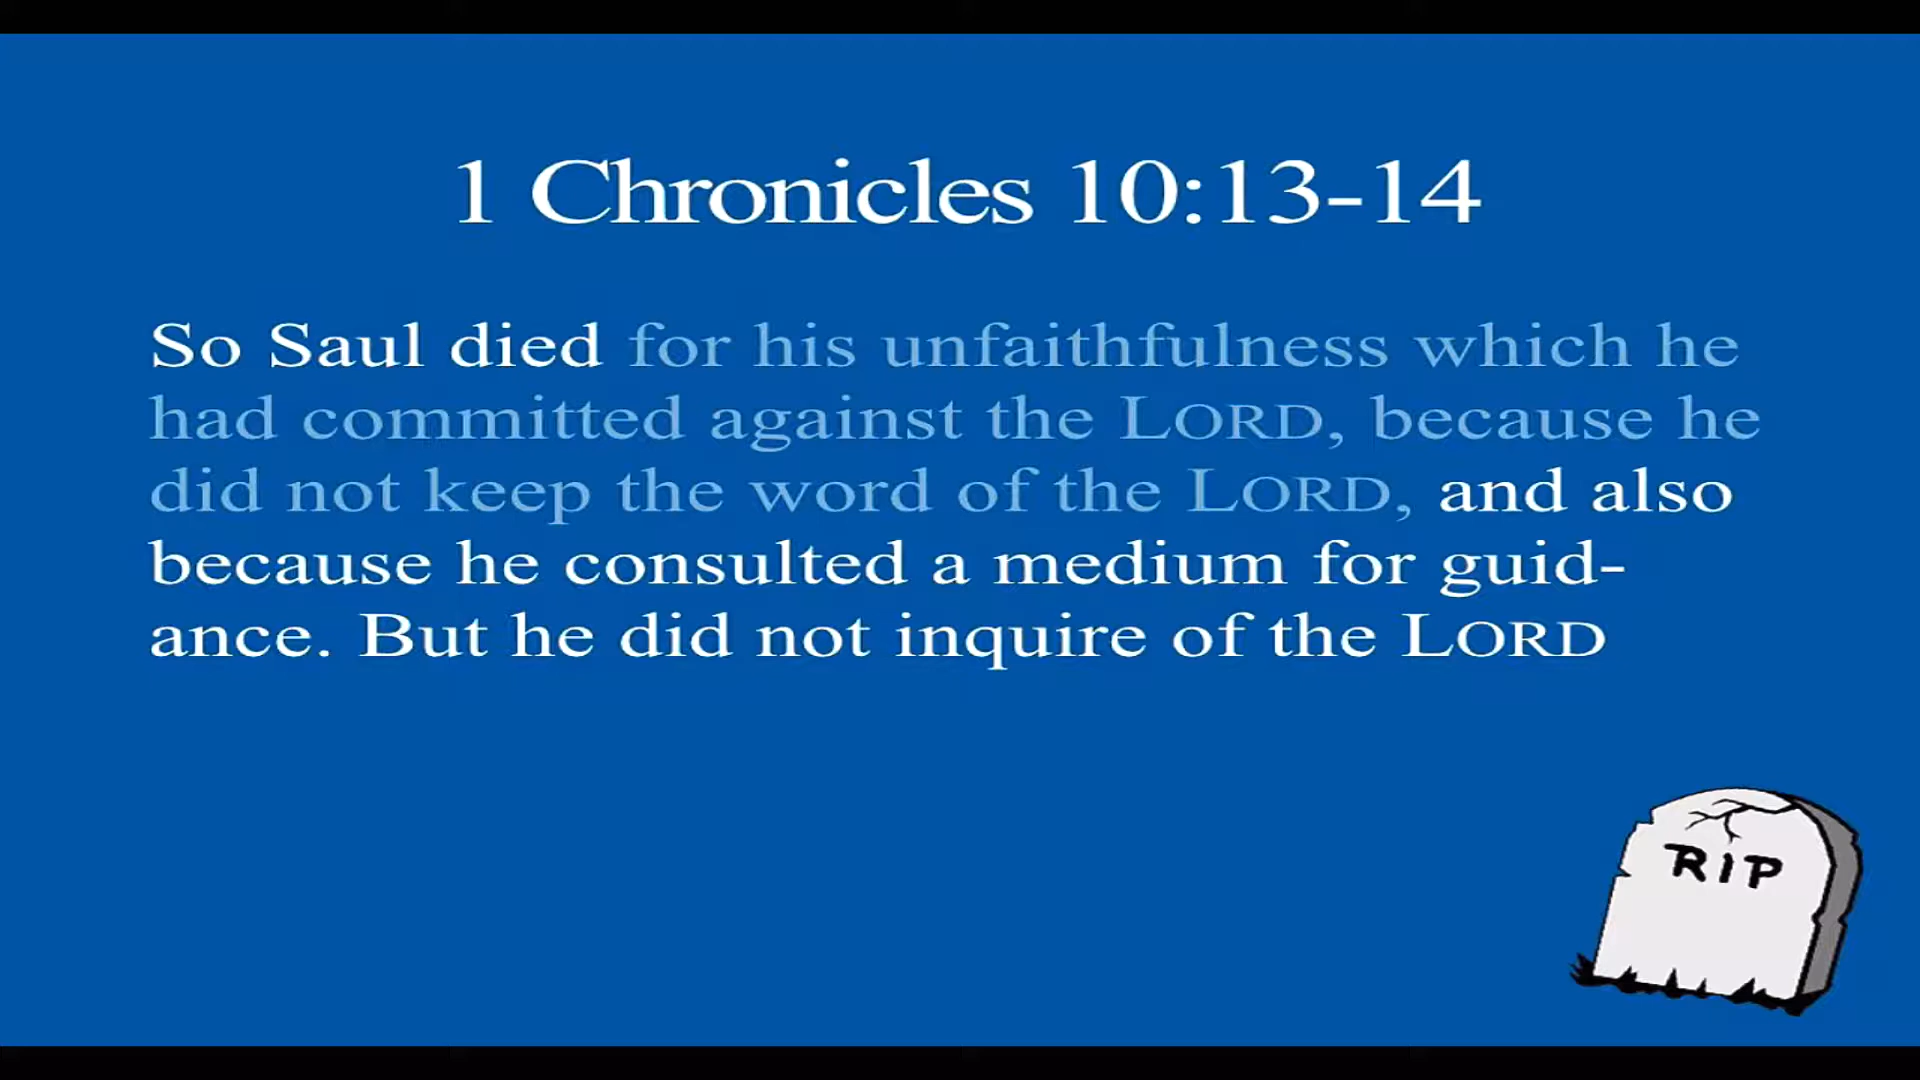 1 Chronicles 10:13-14
So Saul died for his unfaithfulness which he
had committed against the LORD, because he
did not keep the word of the LORD, and also
because he consulted a medium for guid-
ance. But he did not inquire of the LORD
RIP